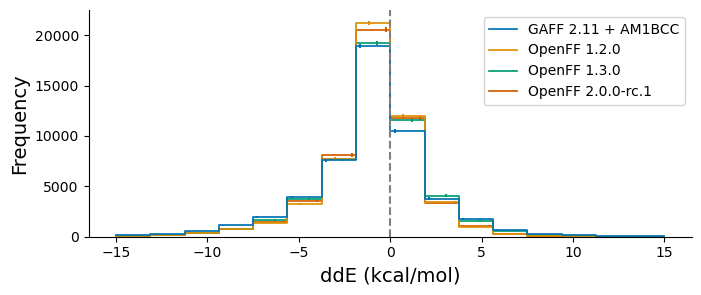 GAFF 2.11 + AM1BCC
OpenFF 1.2.0
OpenFF 1.3.0
OpenFF 2.0.0-rc.1
Frequency
20000
15000
10000
5000
0
−15
−10
−5
0
5
10
15
ddE (kcal/mol)